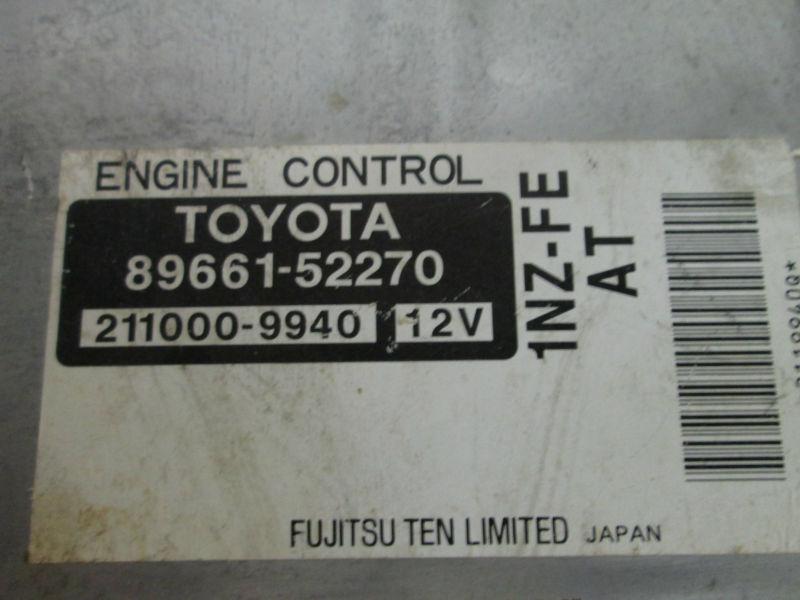 ENGINE CONTROL
TOYOTA
89661-52270
211000-9940 12V
1NZ-FE
AT
FUJITSU TEN LIMITED JAPAN